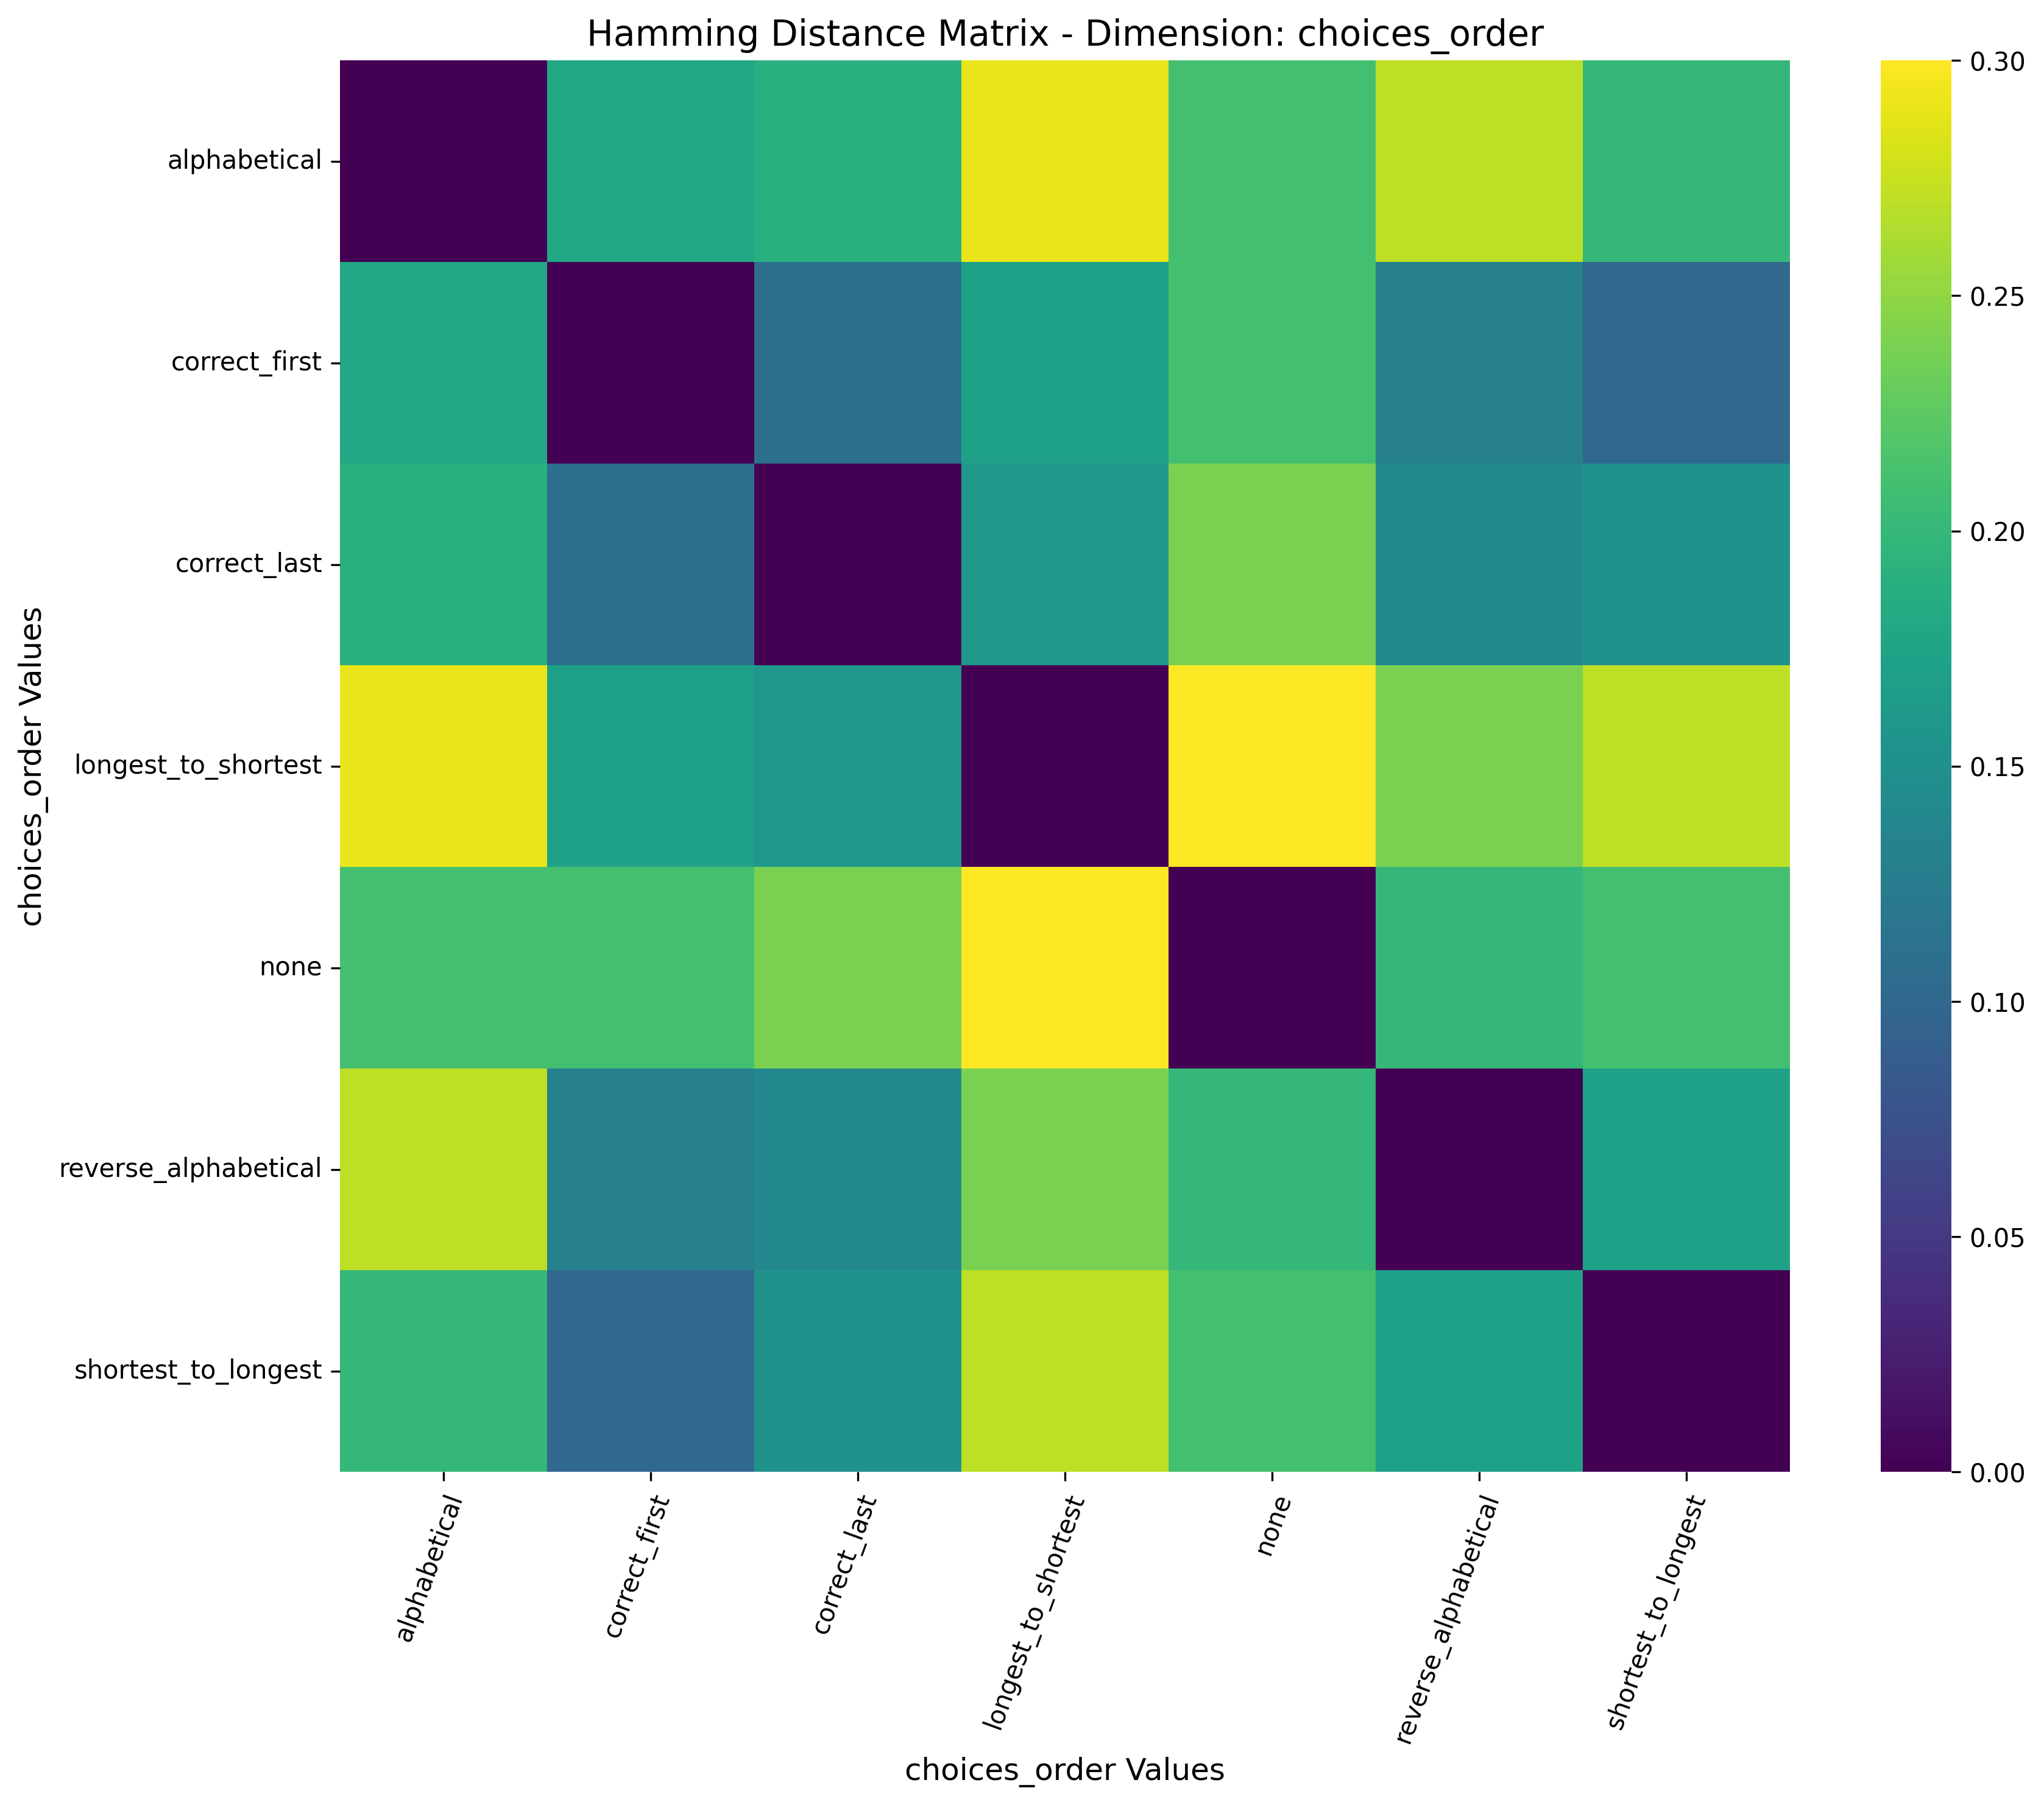 Hamming Distance Matrix - Dimension: choices_order
choices_order Values
alphabetical
correct_first
correct_last
longest_to_shortest
none
reverse_alphabetical
shortest_to_longest
alphabetical
correct_first
correct_last
longest_to_shortest
none
reverse_alphabetical
shortest_to_longest
choices_order Values
0.30
0.25
0.20
0.15
0.10
0.05
0.00